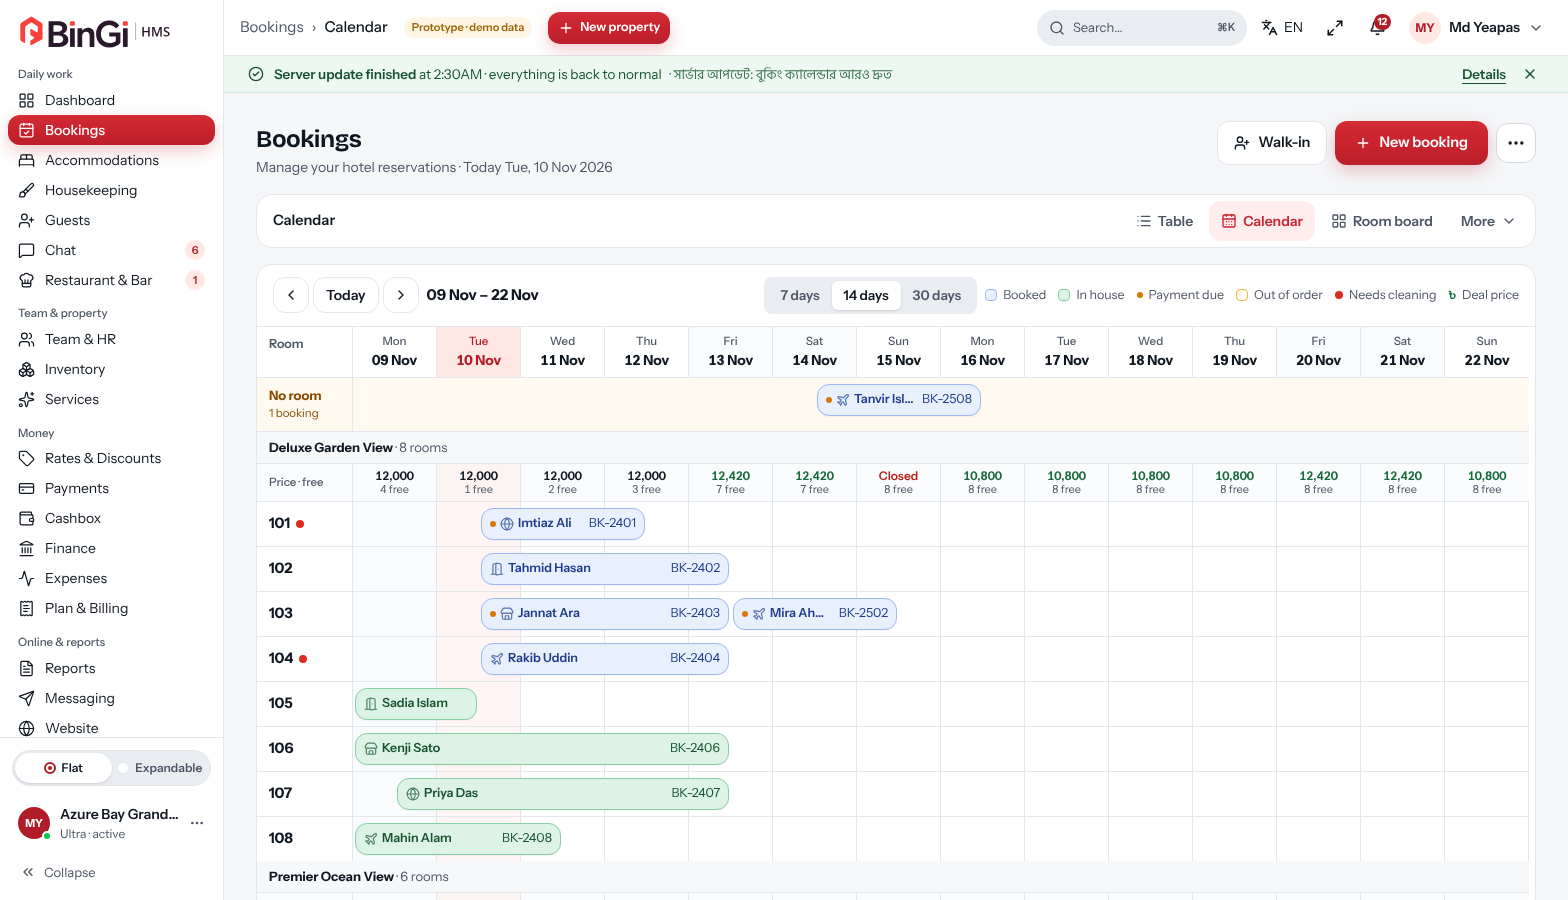 BinGi HMS
Daily work
Dashboard
Bookings
Accommodations
Housekeeping
Guests
Chat 6
Restaurant & Bar 1
Team & property
Team & HR
Inventory
Services
Money
Rates & Discounts
Payments
Cashbox
Finance
Expenses
Plan & Billing
Online & reports
Reports
Messaging
Website
Flat Expandable
MY Azure Bay Grand...
Ultra · active
Collapse
Bookings › Calendar Prototype · demo data + New property Search... ⌘K EN 12 MY Md Yeapas
Server update finished at 2:30AM · everything is back to normal · সার্ভার আপডেট: বুকিং ক্যালেন্ডার আরও দ্রুত Details
Bookings
Manage your hotel reservations · Today Tue, 10 Nov 2026
Walk-in + New booking
Calendar Table Calendar Room board More
Today 09 Nov – 22 Nov 7 days 14 days 30 days Booked In house Payment due Out of order Needs cleaning Deal price
Room Mon Tue Wed Thu Fri Sat Sun Mon Tue Wed Thu Fri Sat Sun
09 Nov 10 Nov 11 Nov 12 Nov 13 Nov 14 Nov 15 Nov 16 Nov 17 Nov 18 Nov 19 Nov 20 Nov 21 Nov 22 Nov
No room Tanvir Isl... BK-2508
1 booking
Deluxe Garden View · 8 rooms
Price · free 12,000 12,000 12,000 12,000 12,420 12,420 Closed 10,800 10,800 10,800 10,800 12,420 12,420 10,800
4 free 1 free 2 free 3 free 7 free 7 free 8 free 8 free 8 free 8 free 8 free 8 free 8 free 8 free
101 Imtiaz Ali BK-2401
102 Tahmid Hasan BK-2402
103 Jannat Ara BK-2403 Mira Ah... BK-2502
104 Rakib Uddin BK-2404
105 Sadia Islam
106 Kenji Sato BK-2406
107 Priya Das BK-2407
108 Mahin Alam BK-2408
Premier Ocean View · 6 rooms